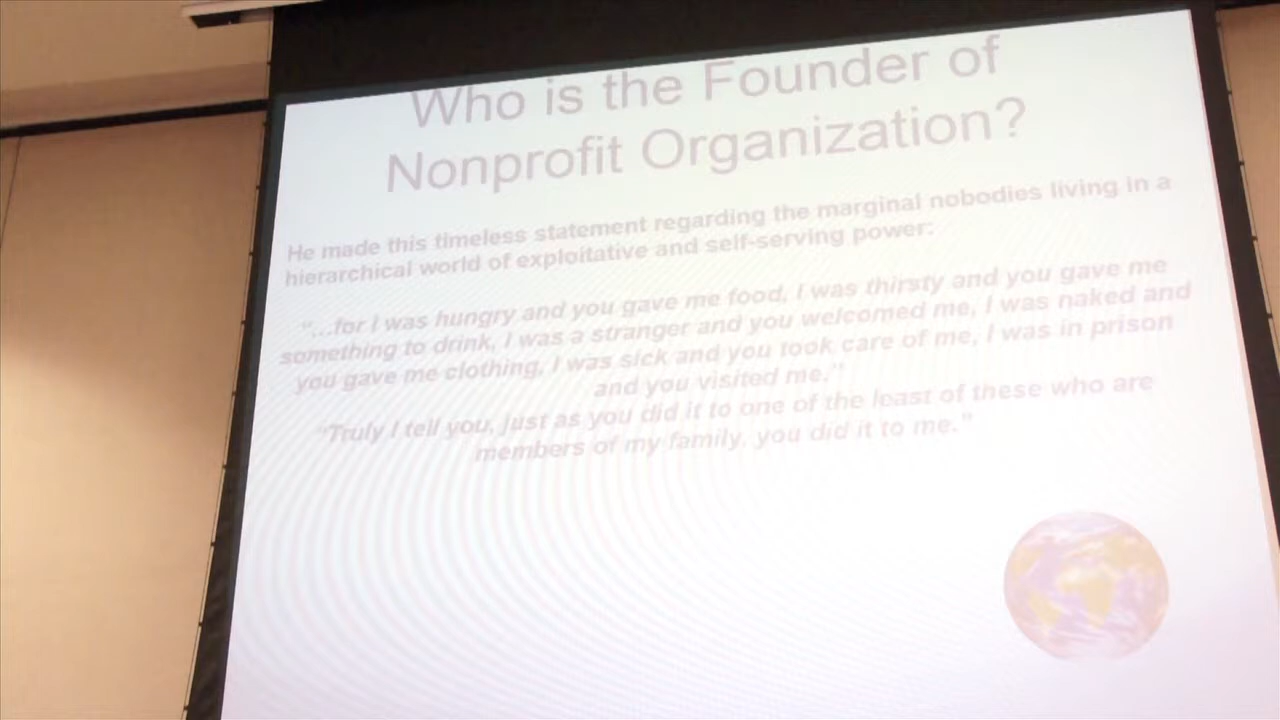 Who is the Founder of
Nonprofit Organization?
He made this timeless statement regarding the marginal nobodies living in a
hierarchical world of exploitative and self-serving power:
"...for I was hungry and you gave me food, I was thirsty and you gave me
something to drink, I was a stranger and you welcomed me, I was naked and
you gave me clothing, I was sick and you took care of me, I was in prison
and you visited me."
"Truly I tell you, just as you did it to one of the least of these who are
members of my family, you did it to me."